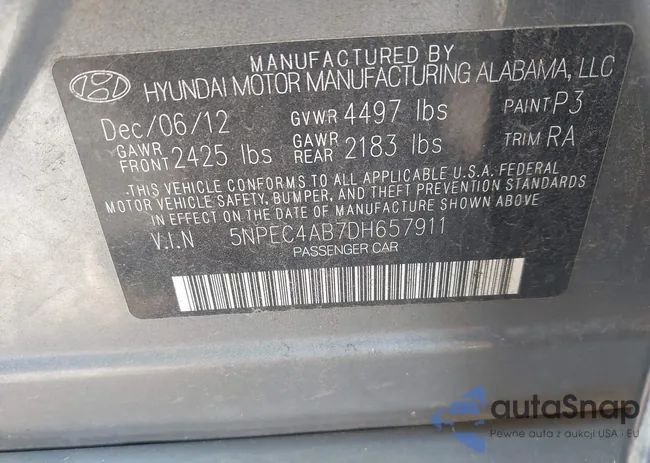 MANUFACTURED BY
HYUNDAI MOTOR MANUFACTURING ALABAMA, LLC
Dec/06/12 GVWR 4497 lbs PAINT P3
GAWR FRONT 2425 lbs GAWR REAR 2183 lbs TRIM RA
THIS VEHICLE CONFORMS TO ALL APPLICABLE U.S.A. FEDERAL
MOTOR VEHICLE SAFETY, BUMPER, AND THEFT PREVENTION STANDARDS
IN EFFECT ON THE DATE OF MANUFACTURE SHOWN ABOVE.
V.I.N 5NPEC4AB7DH657911
PASSENGER CAR
autoSnap
Pewne auta z aukcji USA · EU